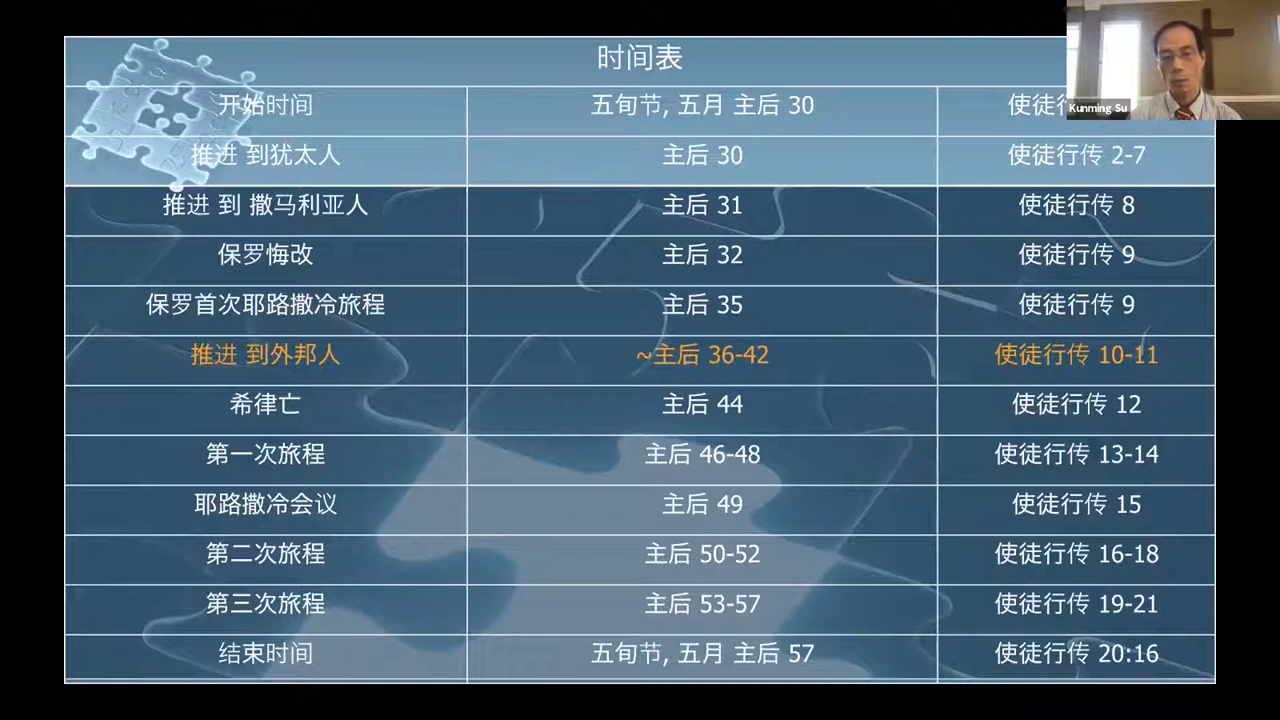 时间表
开始时间 五旬节, 五月 主后 30 使徒
Kunming Su
推进 到犹太人 主后 30 使徒行传 2-7
推进 到 撒马利亚人 主后 31 使徒行传 8
保罗悔改 主后 32 使徒行传 9
保罗首次耶路撒冷旅程 主后 35 使徒行传 9
推进 到外邦人 ~主后 36-42 使徒行传 10-11
希律亡 主后 44 使徒行传 12
第一次旅程 主后 46-48 使徒行传 13-14
耶路撒冷会议 主后 49 使徒行传 15
第二次旅程 主后 50-52 使徒行传 16-18
第三次旅程 主后 53-57 使徒行传 19-21
结束时间 五旬节, 五月 主后 57 使徒行传 20:16